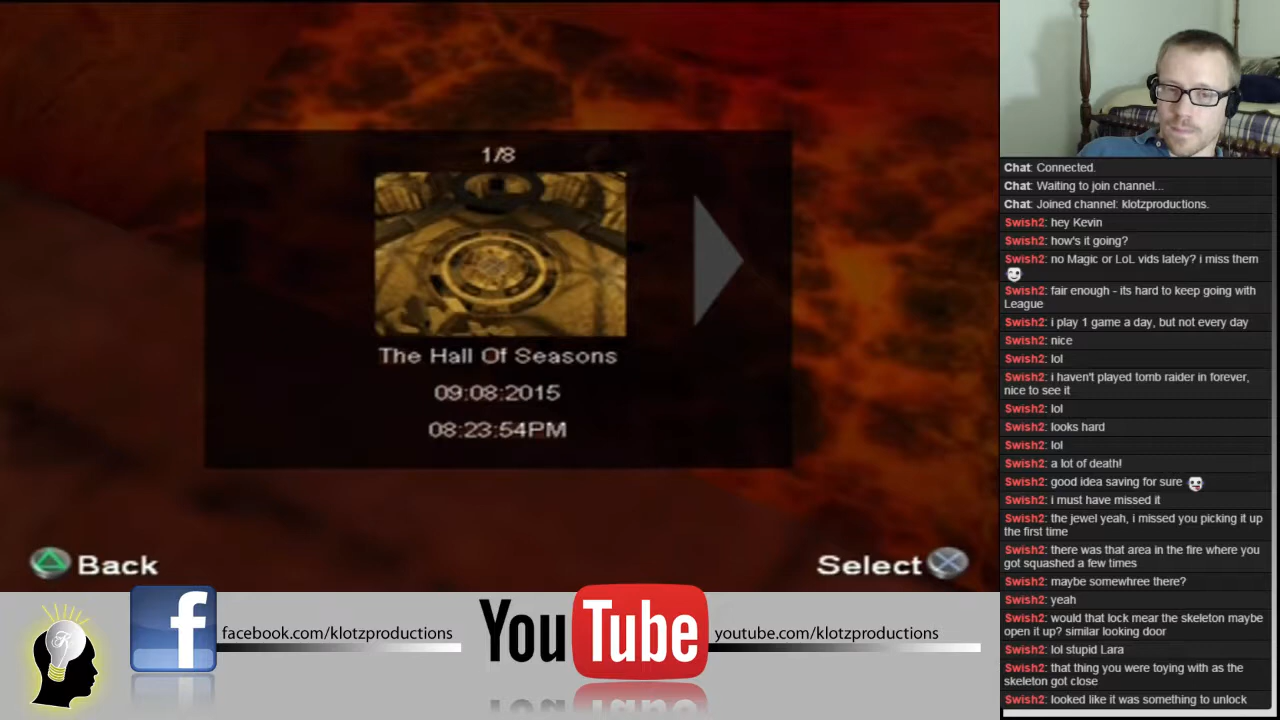 1/8
The Hall Of Seasons
09:08:2015
08:23:54PM
Back
Select
facebook.com/klotzproductions
YouTube
youtube.com/klotzproductions
Chat: Connected.
Chat: Waiting to join channel...
Chat: Joined channel: klotzproductions.
Swish2: hey Kevin
Swish2: how's it going?
Swish2: no Magic or LoL vids lately? i miss them
Swish2: fair enough - its hard to keep going with
League
Swish2: i play 1 game a day, but not every day
Swish2: nice
Swish2: lol
Swish2: i haven't played tomb raider in forever,
nice to see it
Swish2: lol
Swish2: looks hard
Swish2: lol
Swish2: a lot of death!
Swish2: good idea saving for sure
Swish2: i must have missed it
Swish2: the jewel yeah, i missed you picking it up
the first time
Swish2: there was that area in the fire where you
got squashed a few times
Swish2: maybe somewhree there?
Swish2: yeah
Swish2: would that lock mear the skeleton maybe
open it up? similar looking door
Swish2: lol stupid Lara
Swish2: that thing you were toying with as the
skeleton got close
Swish2: looked like it was something to unlock